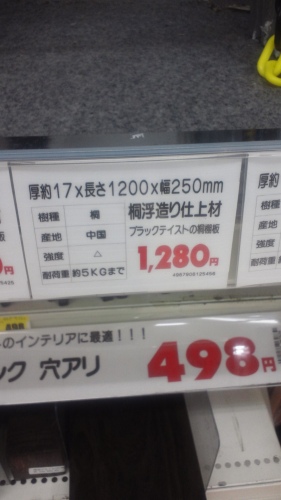 厚約17×長さ1200×幅250mm
樹種 桐
桐浮造り仕上材
産地 中国
ブラックテイストの桐棚板
強度 △
1,280円
耐荷重 約5KGまで
厚約
円
のインテリアに最適!!!
ック 穴アリ
498円